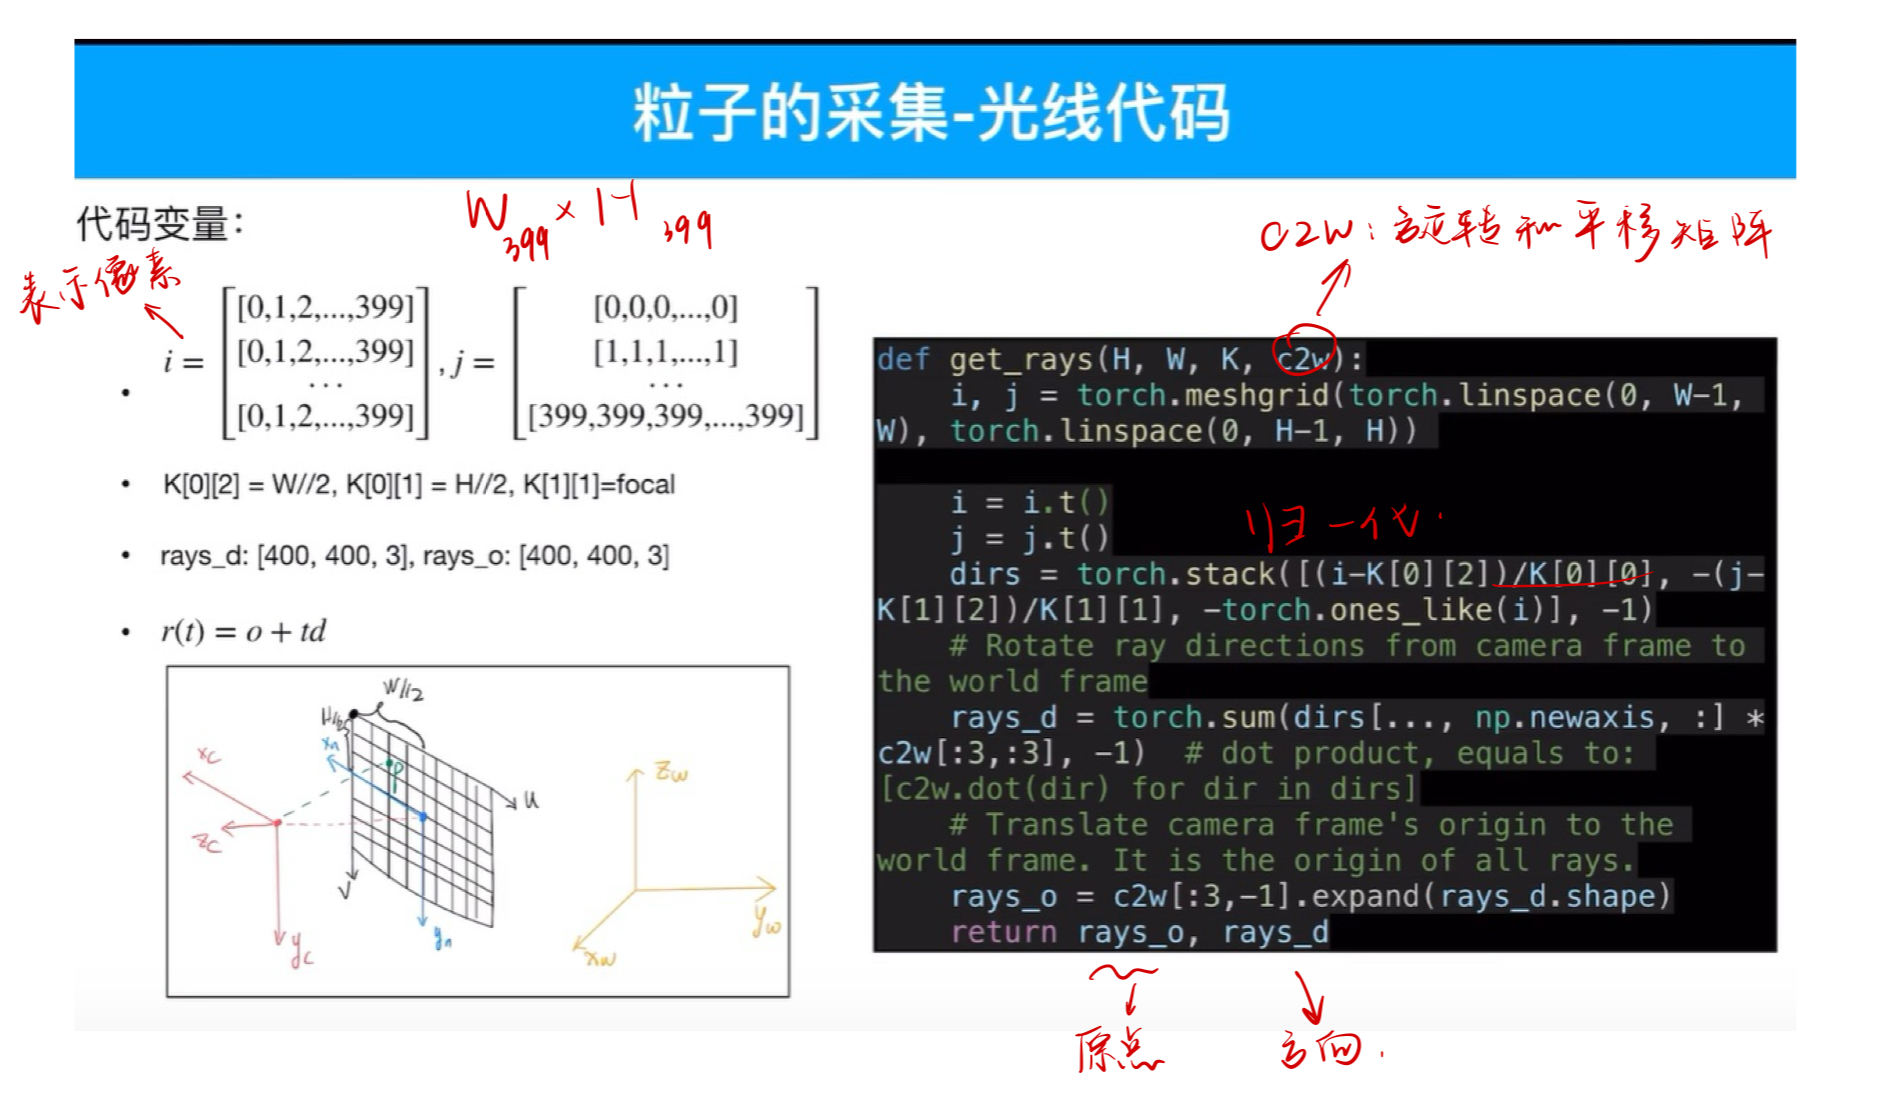 粒子的采集-光线代码
代码变量：
W399 × H399
C2W：旋转和平移矩阵
表示像素
i = [0,1,2,...,399] [0,1,2,...,399] ... [0,1,2,...,399] , j = [0,0,0,...,0] [1,1,1,...,1] ... [399,399,399,...,399]
• K[0][2] = W//2, K[0][1] = H//2, K[1][1]=focal
• rays_d: [400, 400, 3], rays_o: [400, 400, 3]
• r(t) = o + td
W//2
H//2
xc
zc
yc
xn
P
u
v
yn
zw
yw
xw
def get_rays(H, W, K, c2w):
i, j = torch.meshgrid(torch.linspace(0, W-1,
W), torch.linspace(0, H-1, H))
i = i.t()
j = j.t()
归一化.
dirs = torch.stack([(i-K[0][2])/K[0][0], -(j-
K[1][2])/K[1][1], -torch.ones_like(i)], -1)
# Rotate ray directions from camera frame to
the world frame
rays_d = torch.sum(dirs[..., np.newaxis, :] *
c2w[:3,:3], -1)  # dot product, equals to:
[c2w.dot(dir) for dir in dirs]
# Translate camera frame's origin to the
world frame. It is the origin of all rays.
rays_o = c2w[:3,-1].expand(rays_d.shape)
return rays_o, rays_d
原点
方向.